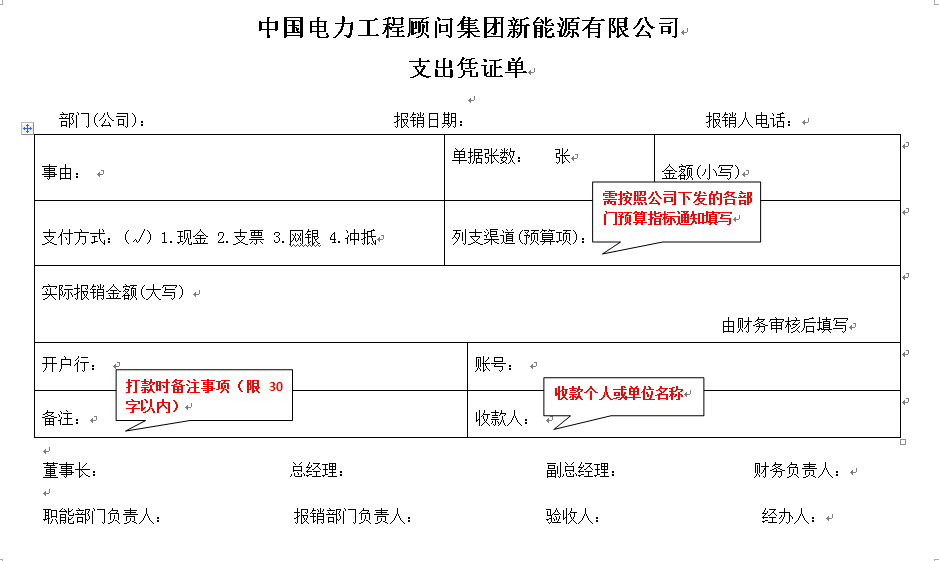 中国电力工程顾问集团新能源有限公司
支出凭证单
部门(公司): 报销日期: 报销人电话:
事由: 单据张数: 张 金额(小写)
需按照公司下发的各部
门预算指标通知填写
支付方式:(√) 1.现金 2.支票 3.网银 4.冲抵 列支渠道(预算项):
实际报销金额(大写)
由财务审核后填写
开户行: 账号:
打款时备注事项(限 30
字以内)
收款个人或单位名称
备注: 收款人:
董事长: 总经理: 副总经理: 财务负责人:
职能部门负责人: 报销部门负责人: 验收人: 经办人: